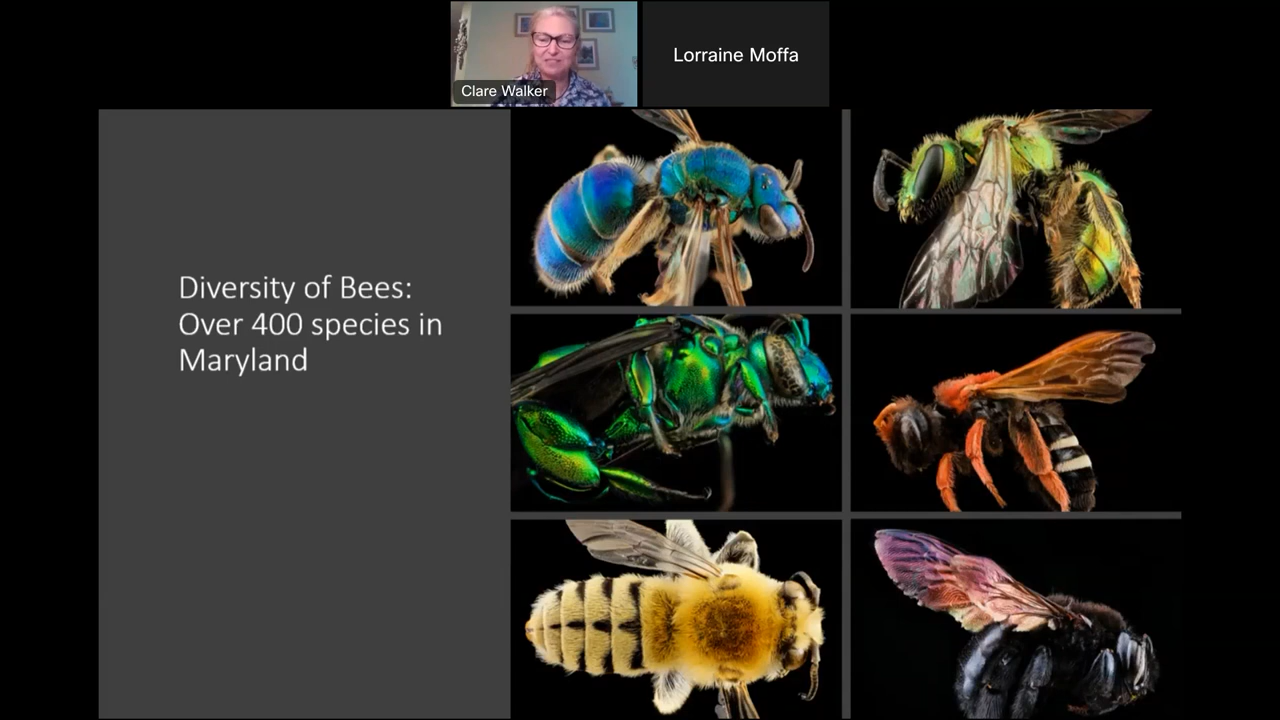 Clare Walker
Lorraine Moffa
Diversity of Bees:
Over 400 species in
Maryland